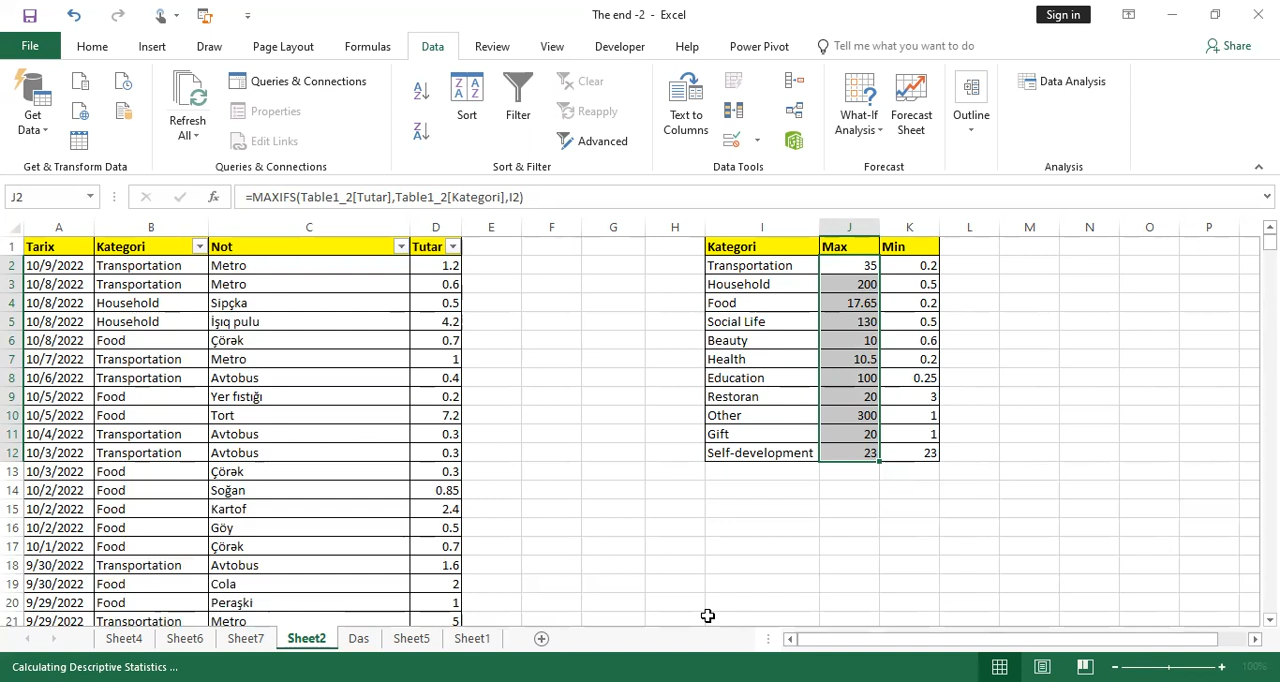 The end -2 - Excel
Sign in
File Home Insert Draw Page Layout Formulas Data Review View Developer Help Power Pivot Tell me what you want to do Share
Get Data
Refresh All
Queries & Connections
Properties
Edit Links
Sort
Filter
Clear
Reapply
Advanced
Text to Columns
What-If Analysis
Forecast Sheet
Outline
Data Analysis
Get & Transform Data Queries & Connections Sort & Filter Data Tools Forecast Analysis
J2 fx =MAXIFS(Table1_2[Tutar],Table1_2[Kategori],I2)
A B C D E F G H I J K L M N O P
1 Tarix Kategori Not Tutar Kategori Max Min
2 10/9/2022 Transportation Metro 1.2 Transportation 35 0.2
3 10/8/2022 Transportation Metro 0.6 Household 200 0.5
4 10/8/2022 Household Sipçka 0.5 Food 17.65 0.2
5 10/8/2022 Household İşıq pulu 4.2 Social Life 130 0.5
6 10/8/2022 Food Çörək 0.7 Beauty 10 0.6
7 10/7/2022 Transportation Metro 1 Health 10.5 0.2
8 10/6/2022 Transportation Avtobus 0.4 Education 100 0.25
9 10/5/2022 Food Yer fıstığı 0.2 Restoran 20 3
10 10/5/2022 Food Tort 7.2 Other 300 1
11 10/4/2022 Transportation Avtobus 0.3 Gift 20 1
12 10/3/2022 Transportation Avtobus 0.3 Self-development 23 23
13 10/3/2022 Food Çörək 0.3
14 10/2/2022 Food Soğan 0.85
15 10/2/2022 Food Kartof 2.4
16 10/2/2022 Food Göy 0.5
17 10/1/2022 Food Çörək 0.7
18 9/30/2022 Transportation Avtobus 1.6
19 9/30/2022 Food Cola 2
20 9/29/2022 Food Peraşki 1
21 9/29/2022 Transportation Metro 5
Sheet4 Sheet6 Sheet7 Sheet2 Das Sheet5 Sheet1
Calculating Descriptive Statistics ... 100%